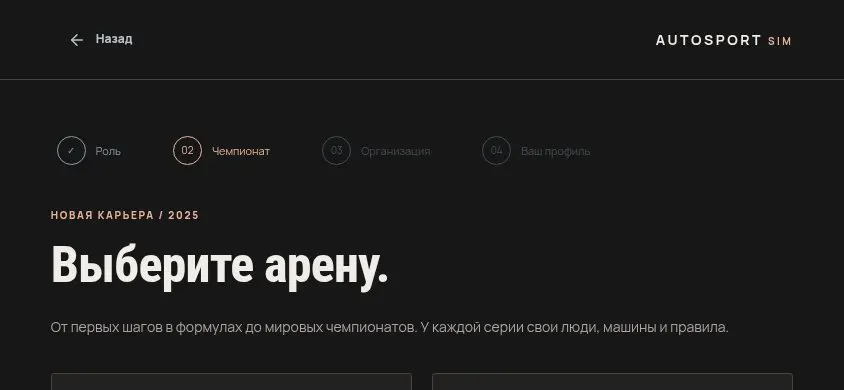 Назад
AUTOSPORT SIM
✓ Роль 02 Чемпионат 03 Организация 04 Ваш профиль
НОВАЯ КАРЬЕРА / 2025
Выберите арену.
От первых шагов в формулах до мировых чемпионатов. У каждой серии свои люди, машины и правила.